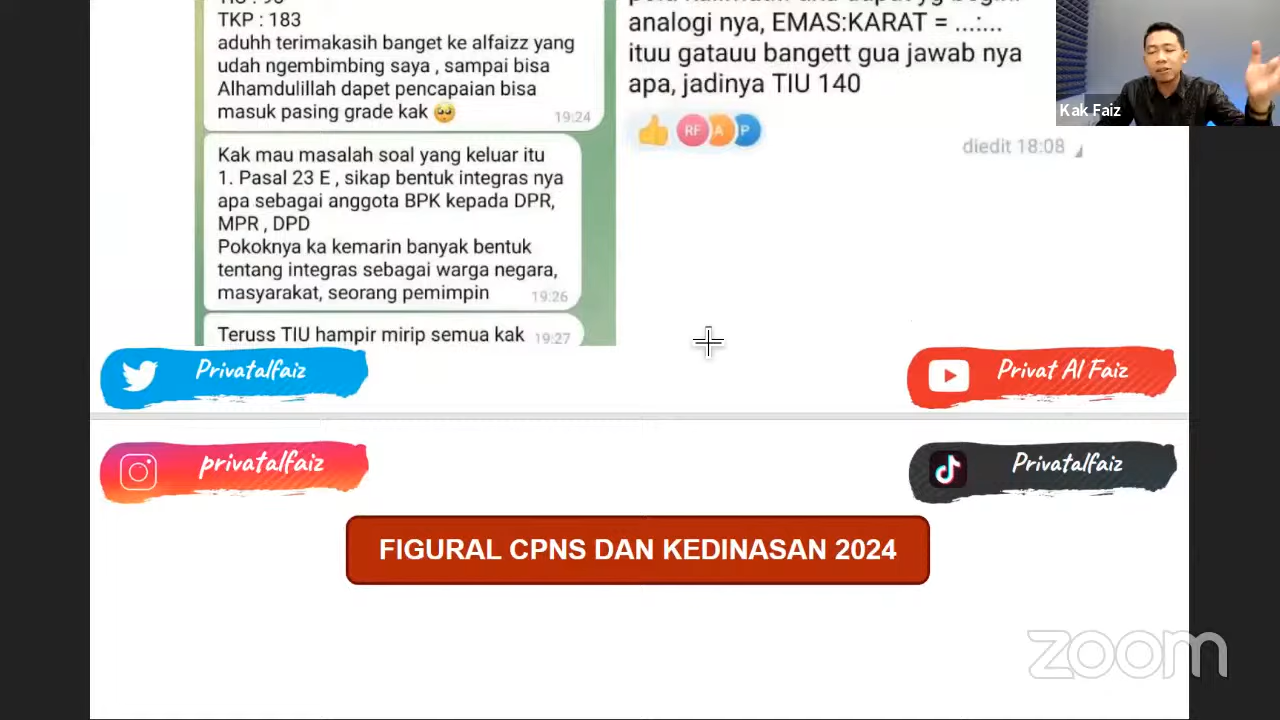 TKP : 183
aduhh terimakasih banget ke alfaizz yang
udah ngembimbing saya , sampai bisa
Alhamdulillah dapet pencapaian bisa
masuk pasing grade kak
19:24
Kak mau masalah soal yang keluar itu
1. Pasal 23 E , sikap bentuk integras nya
apa sebagai anggota BPK kepada DPR,
MPR , DPD
Pokoknya ka kemarin banyak bentuk
tentang integras sebagai warga negara,
masyarakat, seorang pemimpin
19:26
Teruss TIU hampir mirip semua kak
19:27
analogi nya, EMAS:KARAT = ...:...
ituu gatauu bangett gua jawab nya
apa, jadinya TIU 140
RF A P
diedit 18:08
Kak Faiz
Privatalfaiz
Privat Al Faiz
privatalfaiz
Privatalfaiz
FIGURAL CPNS DAN KEDINASAN 2024
zoom